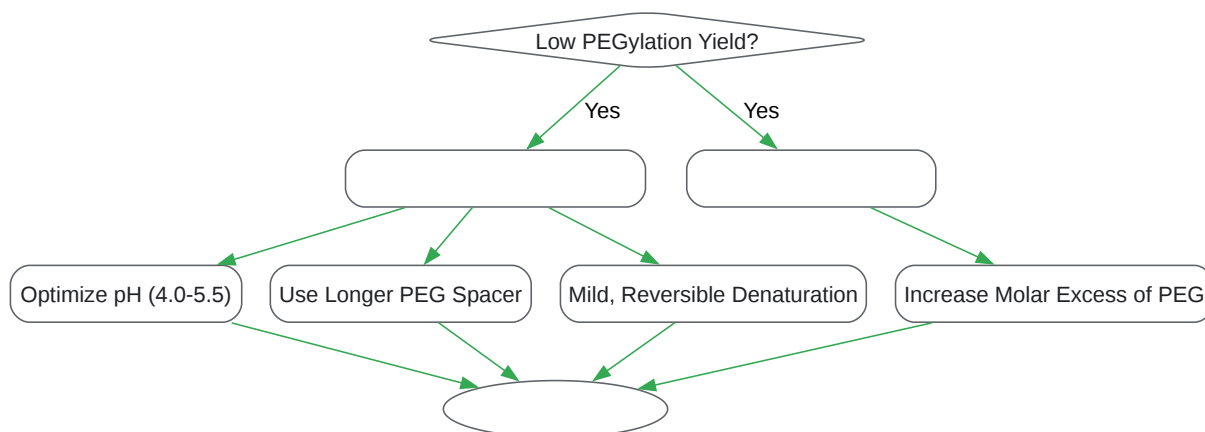 Low PEGylation Yield?
Yes
Yes
Optimize pH (4.0-5.5)
Use Longer PEG Spacer
Mild, Reversible Denaturation
Increase Molar Excess of PEG